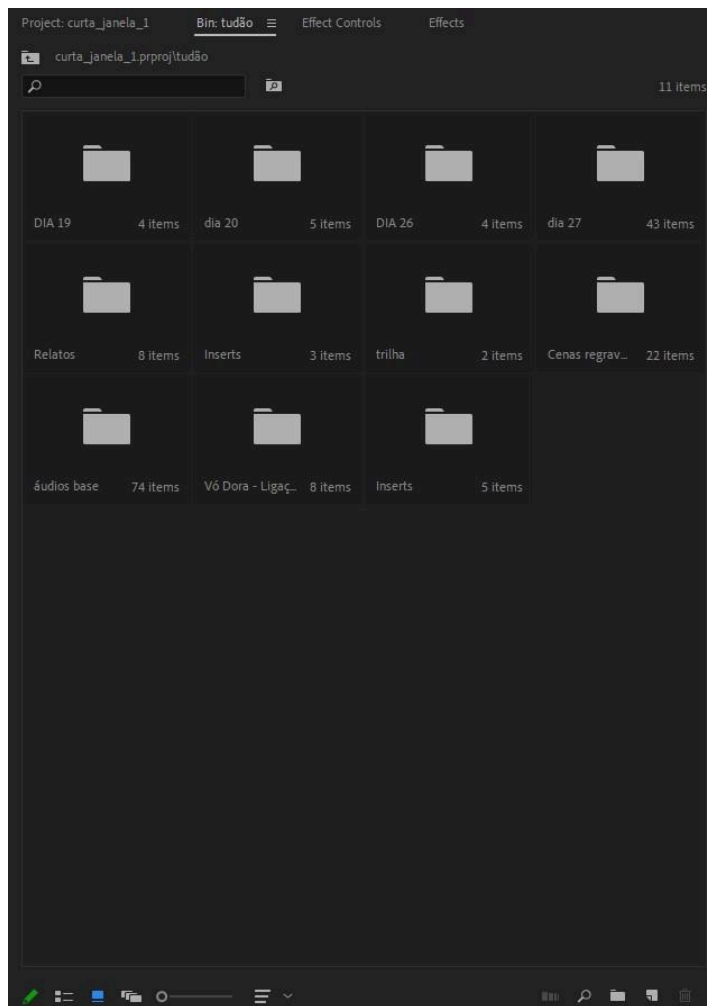 Project: curta_janela_1 Bin: tudão Effect Controls Effects
curta_janela_1.prproj\tudão
11 items
DIA 19 4 items dia 20 5 items DIA 26 4 items dia 27 43 items
Relatos 8 items Inserts 3 items trilha 2 items Cenas regrav... 22 items
áudios base 74 items Vó Dora - Ligaç... 8 items Inserts 5 items